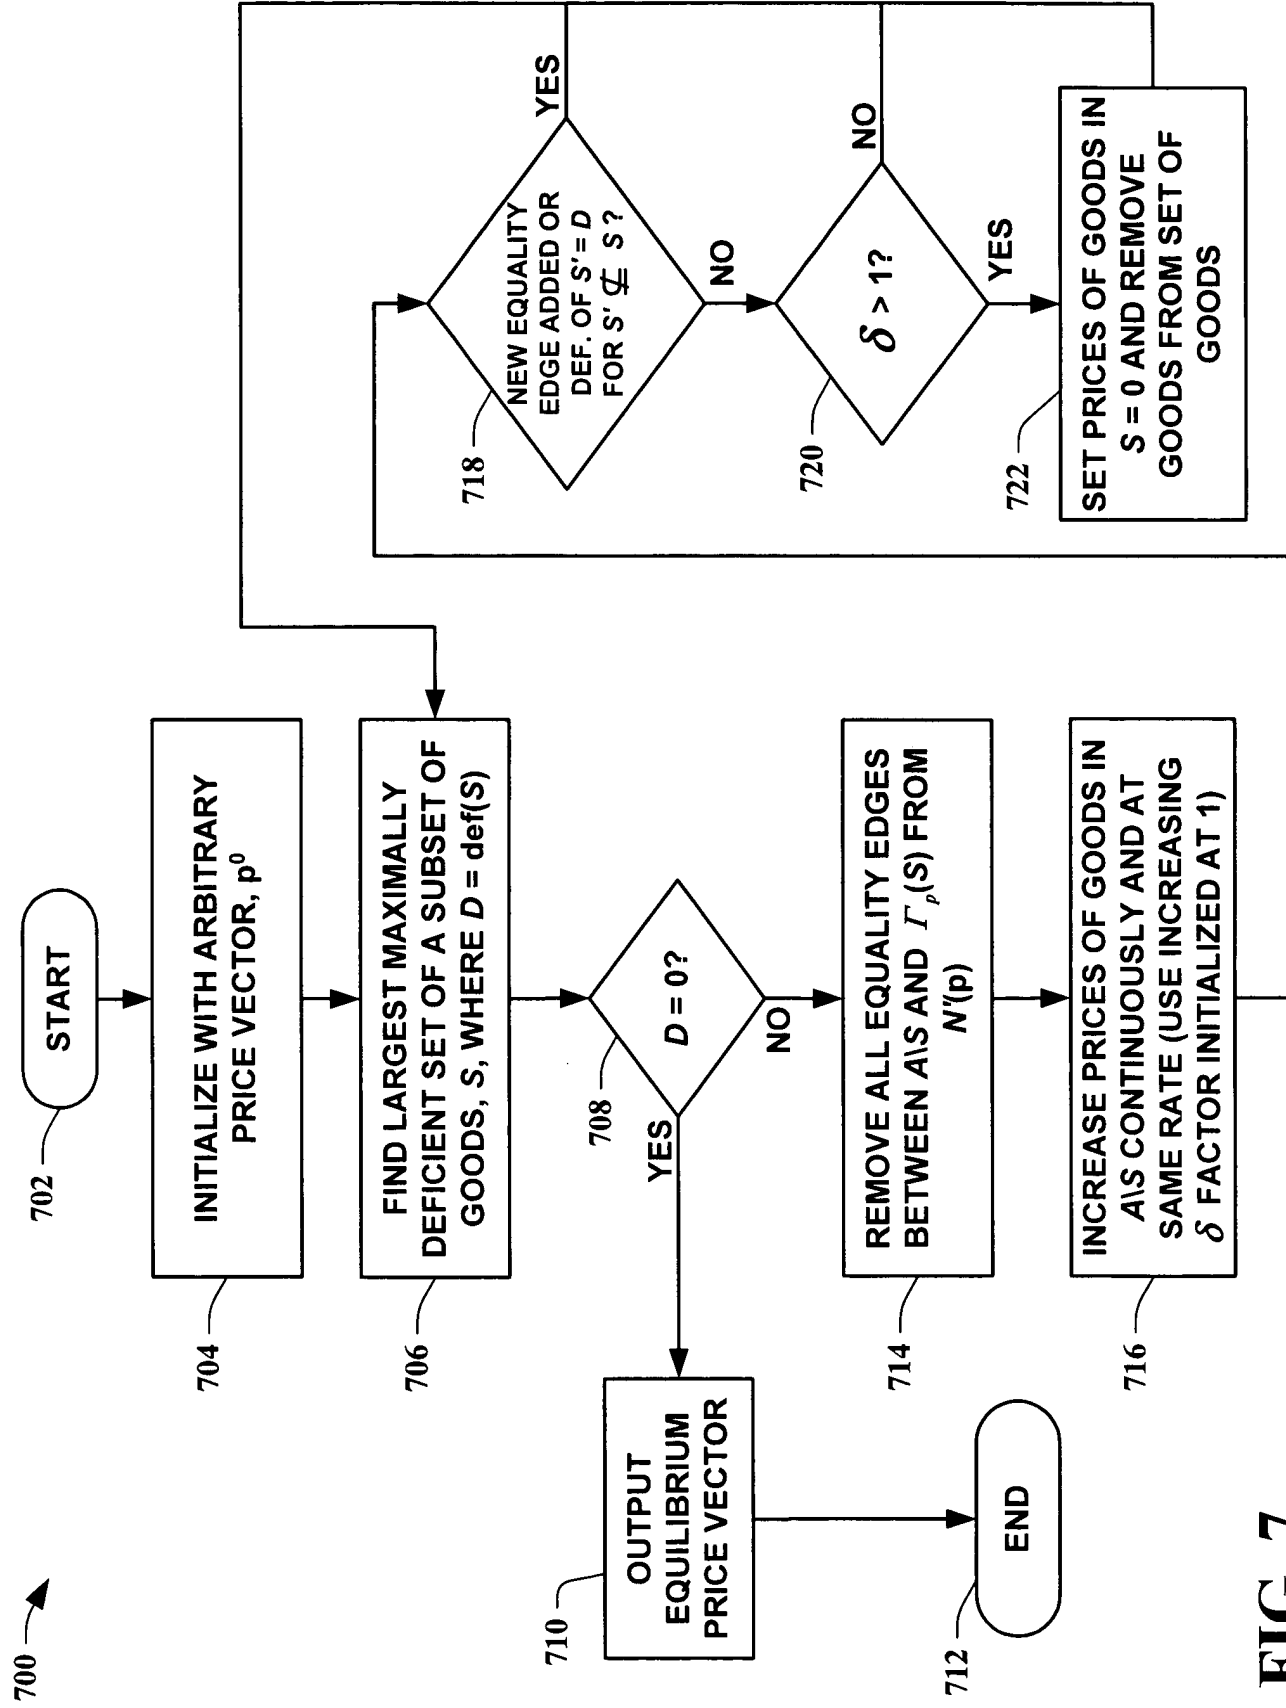 700
START
702
INITIALIZE WITH ARBITRARY
PRICE VECTOR, p⁰
704
FIND LARGEST MAXIMALLY
DEFICIENT SET OF A SUBSET OF
GOODS, S, WHERE D = def(S)
706
D = 0?
708
YES
NO
OUTPUT
EQUILIBRIUM
PRICE VECTOR
710
END
712
REMOVE ALL EQUALITY EDGES
BETWEEN A\S AND Γₚ(S) FROM
N"(p)
714
INCREASE PRICES OF GOODS IN
A\S CONTINUOUSLY AND AT
SAME RATE (USE INCREASING
δ FACTOR INITIALIZED AT 1)
716
NEW EQUALITY
EDGE ADDED OR
DEF. OF S' = D
FOR S' ⊈ S ?
718
YES
NO
δ > 1?
720
NO
YES
SET PRICES OF GOODS IN
S = 0 AND REMOVE
GOODS FROM SET OF
GOODS
722
FIG. 7